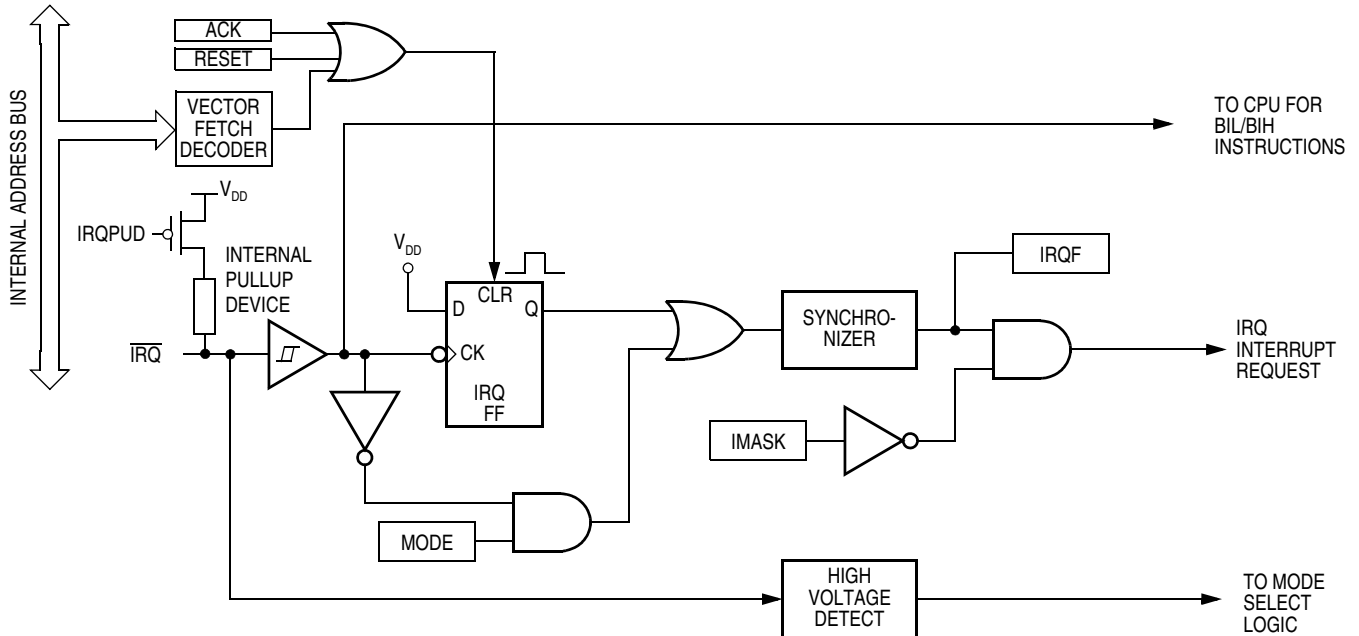 INTERNAL ADDRESS BUS
ACK
RESET
VECTOR
FETCH
DECODER
TO CPU FOR
BIL/BIH
INSTRUCTIONS
VDD
IRQPUD
INTERNAL
PULLUP
DEVICE
VDD
CLR
D
Q
CK
IRQ
FF
IRQ
SYNCHRO-
NIZER
IRQF
IRQ
INTERRUPT
REQUEST
IMASK
MODE
HIGH
VOLTAGE
DETECT
TO MODE
SELECT
LOGIC